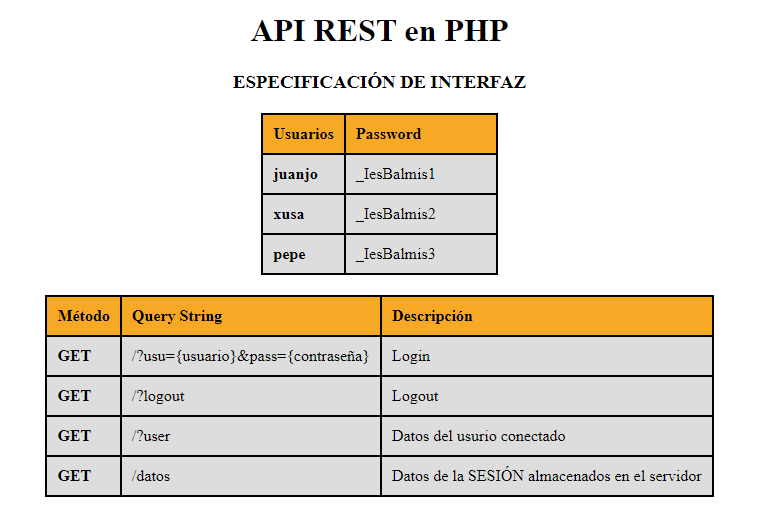 API REST en PHP
ESPECIFICACIÓN DE INTERFAZ
Usuarios Password
juanjo _IesBalmis1
xusa _IesBalmis2
pepe _IesBalmis3
Método Query String Descripción
GET /?usu={usuario}&pass={contraseña} Login
GET /?logout Logout
GET /?user Datos del usurio conectado
GET /datos Datos de la SESIÓN almacenados en el servidor